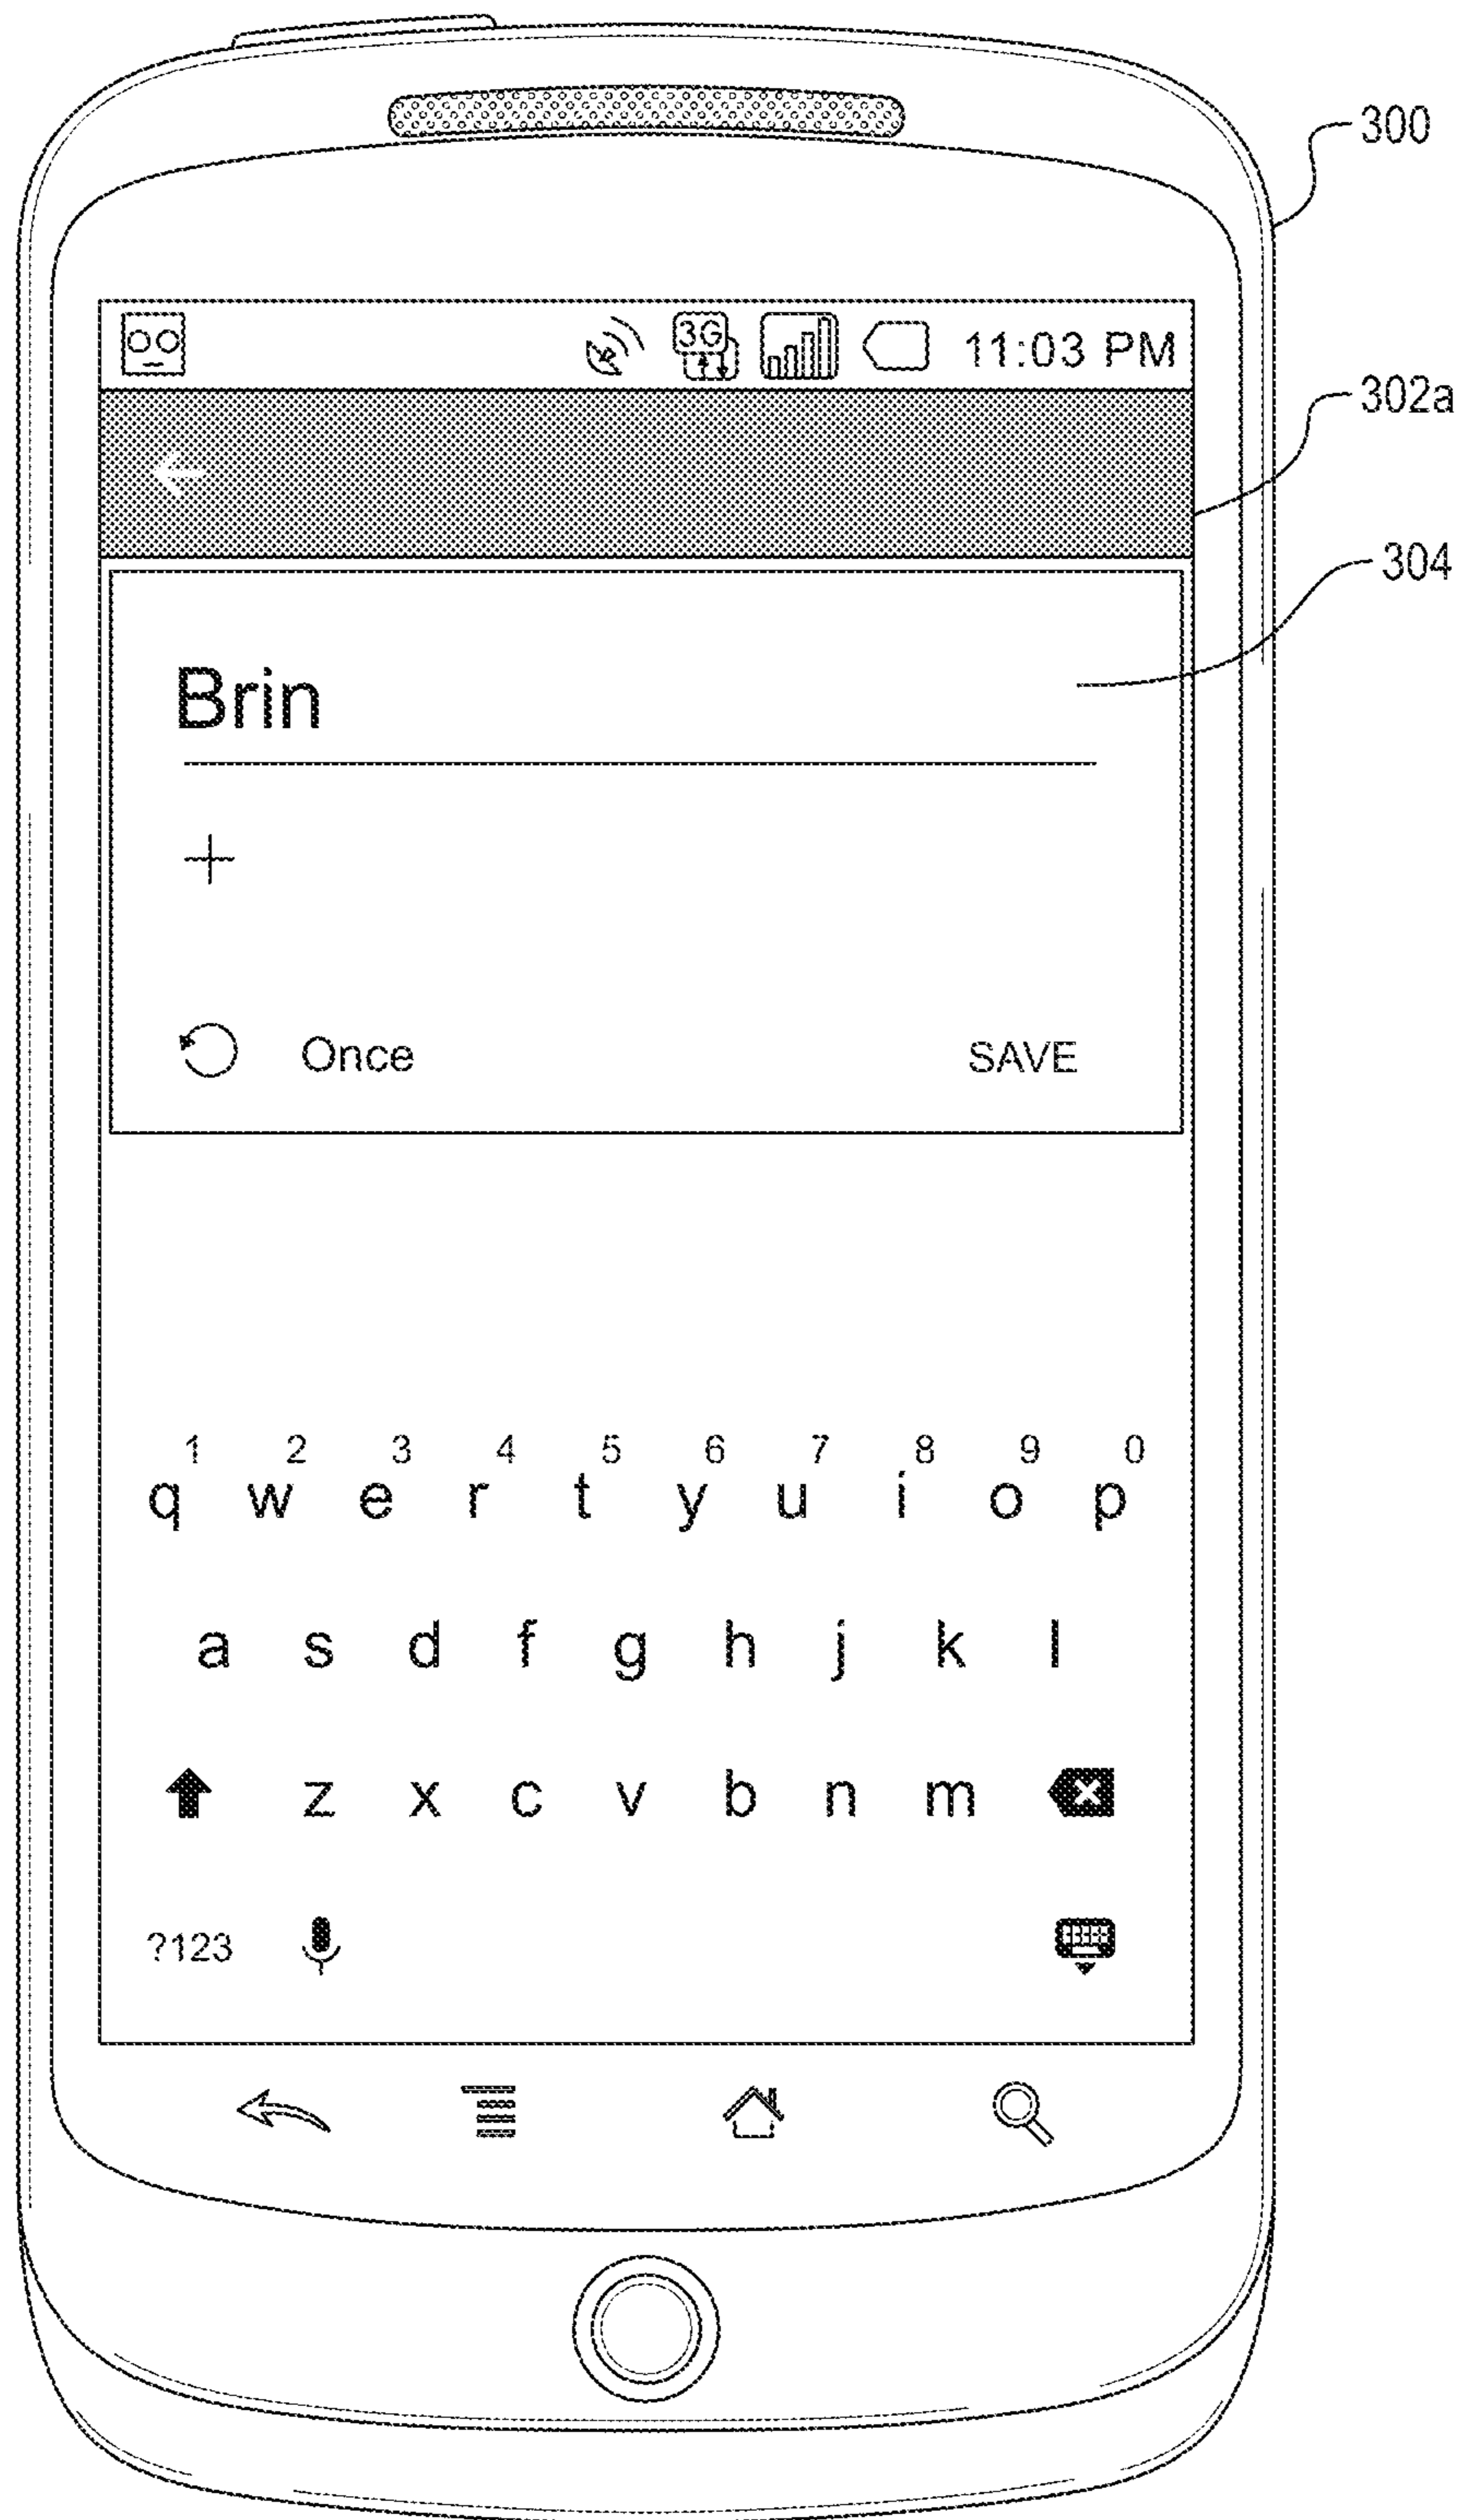 300
3G 11:03 PM
302a
304
Brin
+
Once SAVE
1 2 3 4 5 6 7 8 9 0
q w e r t y u i o p
a s d f g h j k l
z x c v b n m
?123